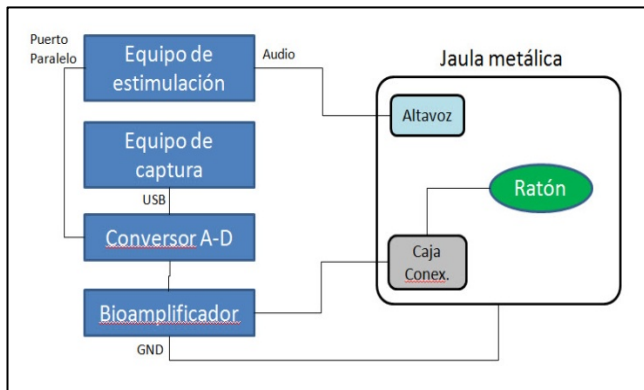 Puerto
Paralelo
Equipo de
estimulación
Audio
Jaula metálica
Altavoz
Equipo de
captura
USB
Ratón
Conversor A-D
Caja
Conex.
Bioamplificador
GND